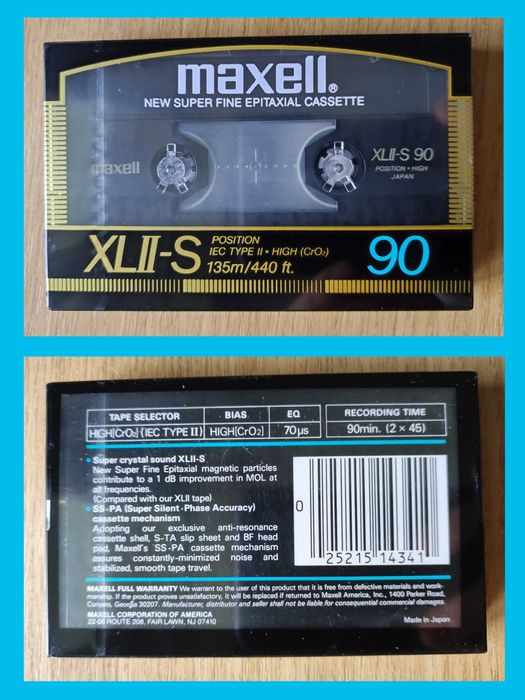 maxell®
NEW SUPER FINE EPITAXIAL CASSETTE
maxell
XLII-S 90
POSITION • HIGH
JAPAN
XLII-S
POSITION
IEC TYPE II • HIGH (CrO₂)
135m/440 ft.
90
TAPE SELECTOR BIAS EQ RECORDING TIME
HIGH[CrO₂] (IEC TYPE II) HIGH[CrO₂] 70μs 90min. (2 × 45)
• Super crystal sound XLII-S
New Super Fine Epitaxial magnetic particles
contribute to a 1 dB improvement in MOL at
all frequencies.
(Compared with our XLII tape)
• SS-PA (Super Silent·Phase Accuracy)
cassette mechanism
Adopting our exclusive anti-resonance
cassette shell, S-TA slip sheet and BF head
pad, Maxell's SS-PA cassette mechanism
assures constantly-minimized noise and
stabilized, smooth tape travel.
0
25215 14341
MAXELL FULL WARRANTY We warrant to the user of this product that it is free from defective materials and work-
manship. If the product proves unsatisfactory, it will be replaced if returned to Maxell America, Inc., 1400 Parker Road,
Conyers, Georgia 30207. Manufacturer, distributor and seller shall not be liable for consequential commercial damages.
MAXELL CORPORATION OF AMERICA
22-08 ROUTE 208, FAIR LAWN, NJ 07410
Made in Japan